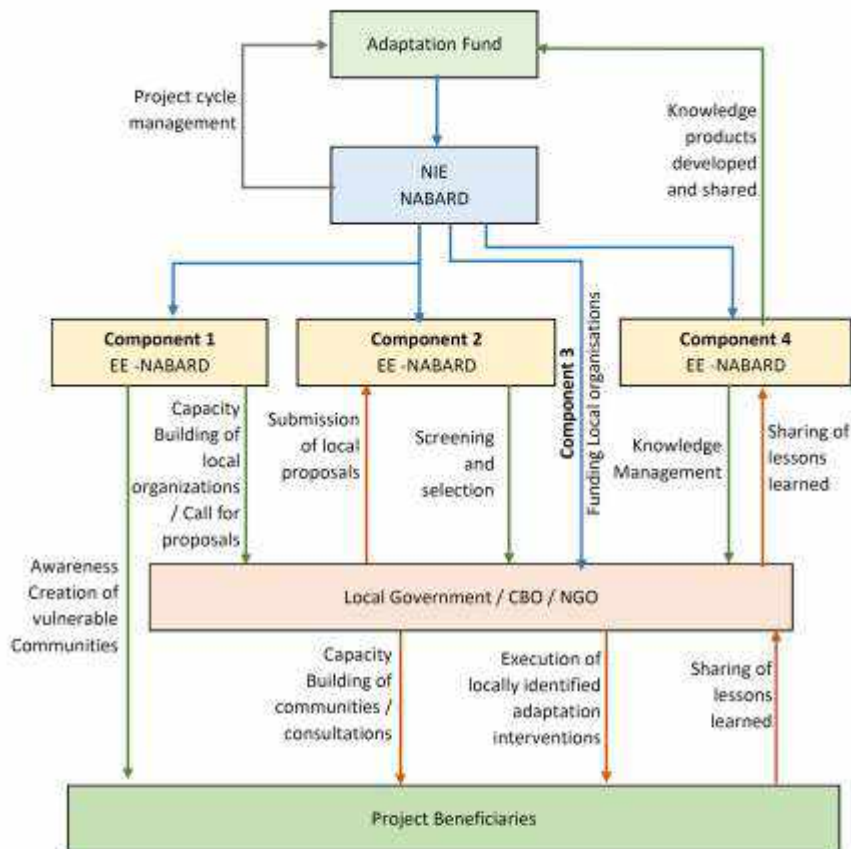 Adaptation Fund
Project cycle
management
Knowledge
products
developed
and shared
NIE
NABARD
Component 1
EE -NABARD
Component 2
EE -NABARD
Component 3
Funding Local organisations
Component 4
EE -NABARD
Capacity
Building of
local
organizations
/ Call for
proposals
Submission
of local
proposals
Screening
and
selection
Knowledge
Management
Sharing of
lessons
learned
Awareness
Creation of
vulnerable
Communities
Local Government / CBO / NGO
Capacity
Building of
communities /
consultations
Execution of
locally identified
adaptation
interventions
Sharing of
lessons
learned
Project Beneficiaries